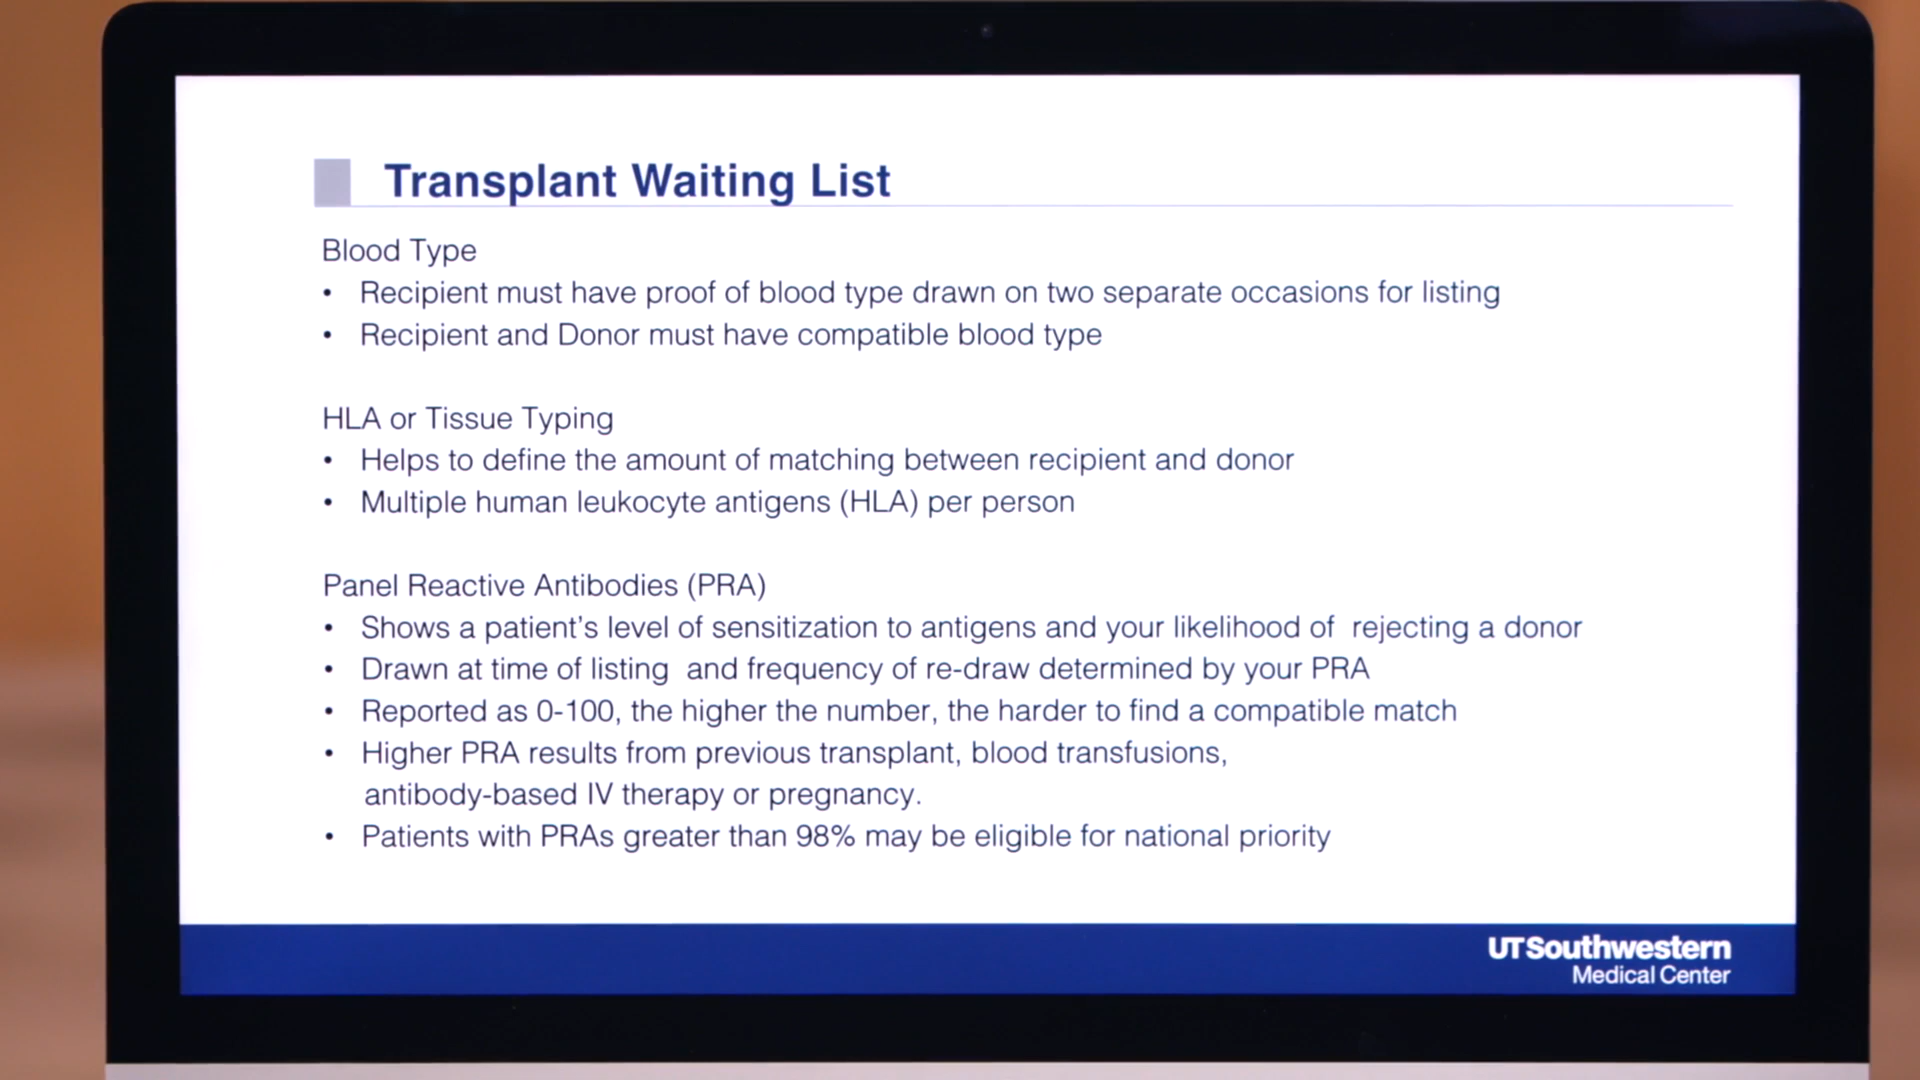 Transplant Waiting List
Blood Type
• Recipient must have proof of blood type drawn on two separate occasions for listing
• Recipient and Donor must have compatible blood type
HLA or Tissue Typing
• Helps to define the amount of matching between recipient and donor
• Multiple human leukocyte antigens (HLA) per person
Panel Reactive Antibodies (PRA)
• Shows a patient's level of sensitization to antigens and your likelihood of rejecting a donor
• Drawn at time of listing and frequency of re-draw determined by your PRA
• Reported as 0-100, the higher the number, the harder to find a compatible match
• Higher PRA results from previous transplant, blood transfusions,
antibody-based IV therapy or pregnancy.
• Patients with PRAs greater than 98% may be eligible for national priority
UTSouthwestern
Medical Center